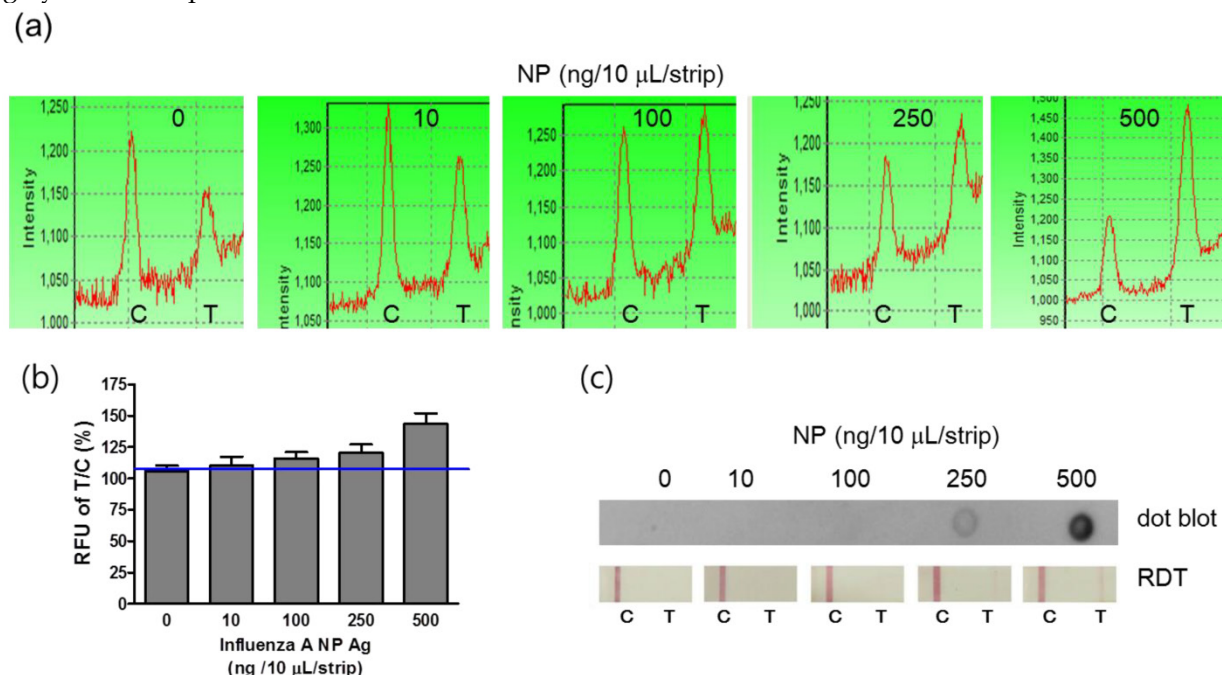 (a)
NP (ng/10 μL/strip)
0
10
100
250
500
1,250
1,200
1,150
1,100
1,050
1.000
Intensity
C T
1,300
1,250
1,200
1,150
1,100
1,050
Intensity
C T
1,250
1,200
1,150
1,100
1,050
1,000
C T
1,250
1,200
1,150
1,100
1,050
1,000
Intensity
C T
1,500
1,450
1,400
1,350
1,300
1,250
1,200
1,150
1,100
1,050
1,000
950
Intensity
C T
(b)
175
150
125
100
75
50
25
0
RFU of T/C (%)
0 10 100 250 500
Influenza A NP Ag
(ng /10 μL/strip)
(c)
NP (ng/10 μL/strip)
0 10 100 250 500
dot blot
RDT
C T C T C T C T C T